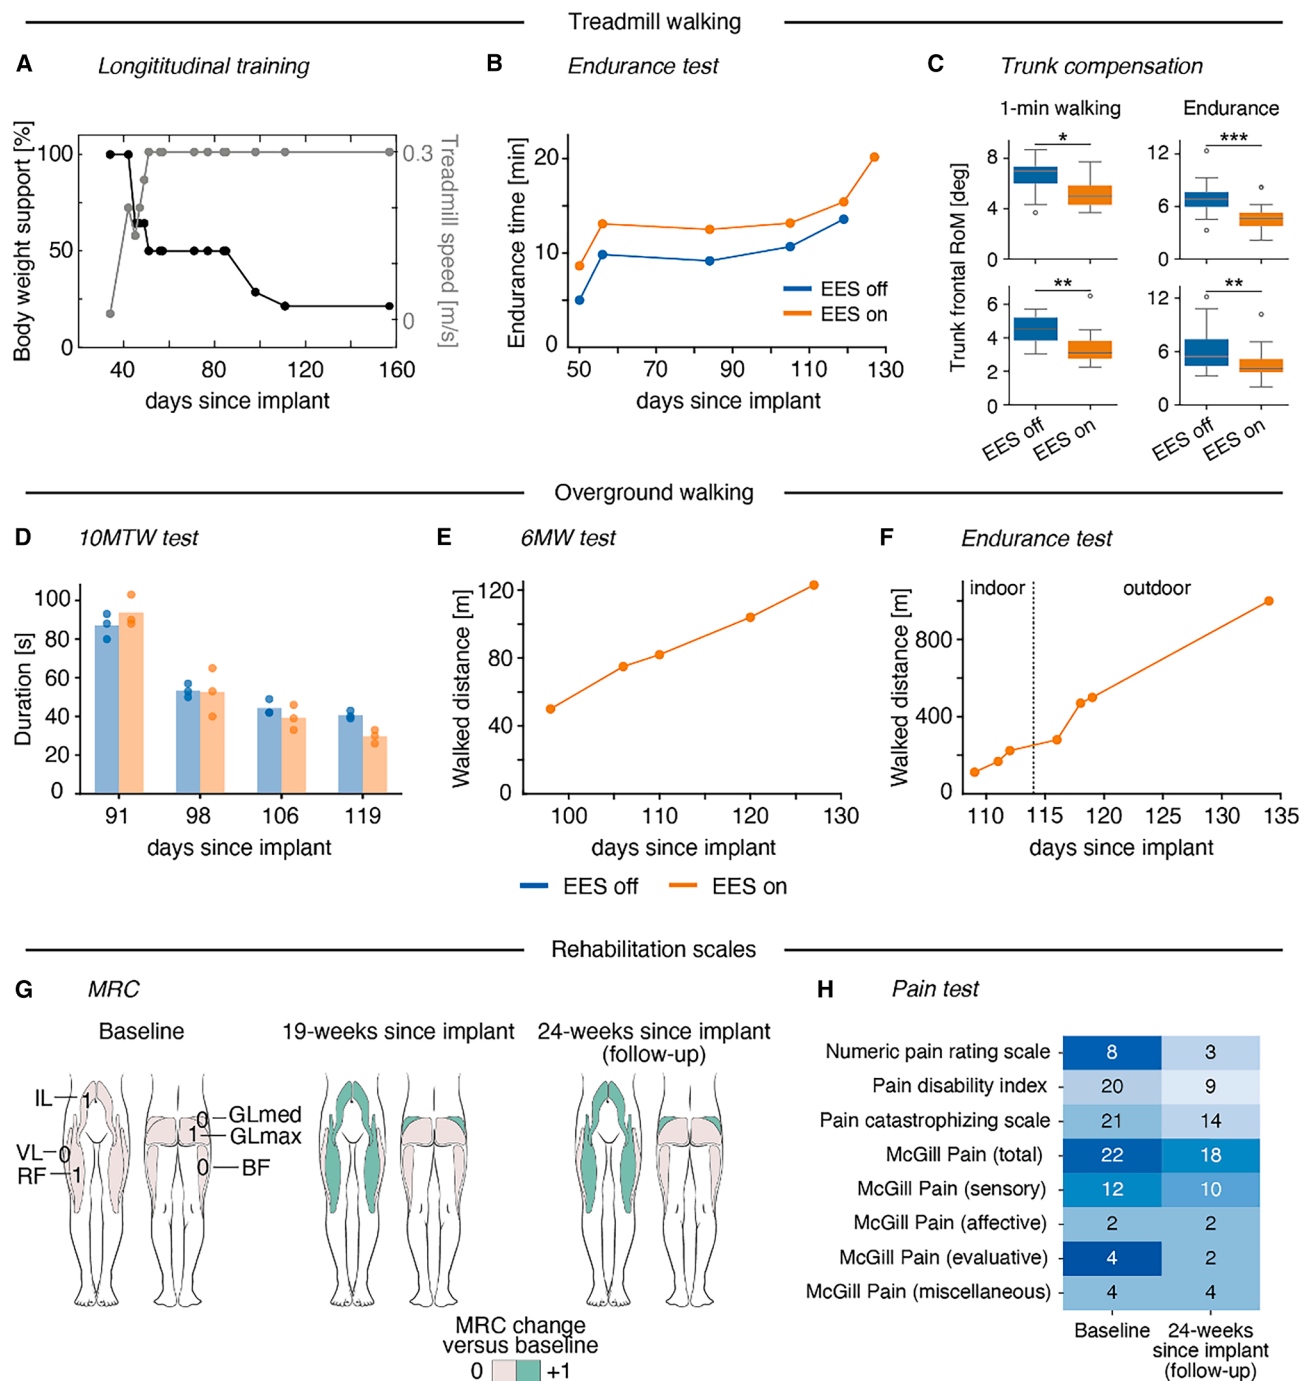 Treadmill walking
A Longititudinal training
Body weight support [%]
100
50
0
0.3
0
Treadmill speed [m/s]
40 80 120 160
days since implant
B Endurance test
Endurance time [min]
20
10
0
EES off
EES on
50 70 90 110 130
days since implant
C Trunk compensation
1-min walking Endurance
Trunk frontal RoM [deg]
8
4
0
*
12
6
0
***
6
4
2
0
**
12
6
0
**
EES off EES on EES off EES on
Overground walking
D 10MTW test
Duration [s]
100
80
60
40
20
0
91 98 106 119
days since implant
E 6MW test
Walked distance [m]
120
80
40
0
100 110 120 130
days since implant
F Endurance test
indoor outdoor
Walked distance [m]
800
400
0
110 115 120 125 130 135
days since implant
EES off EES on
Rehabilitation scales
G MRC
Baseline
19-weeks since implant
24-weeks since implant
(follow-up)
IL 1
VL 0
RF 1
0 GLmed
1 GLmax
0 BF
MRC change
versus baseline
0 +1
H Pain test
Numeric pain rating scale 8 3
Pain disability index 20 9
Pain catastrophizing scale 21 14
McGill Pain (total) 22 18
McGill Pain (sensory) 12 10
McGill Pain (affective) 2 2
McGill Pain (evaluative) 4 2
McGill Pain (miscellaneous) 4 4
Baseline
24-weeks
since implant
(follow-up)